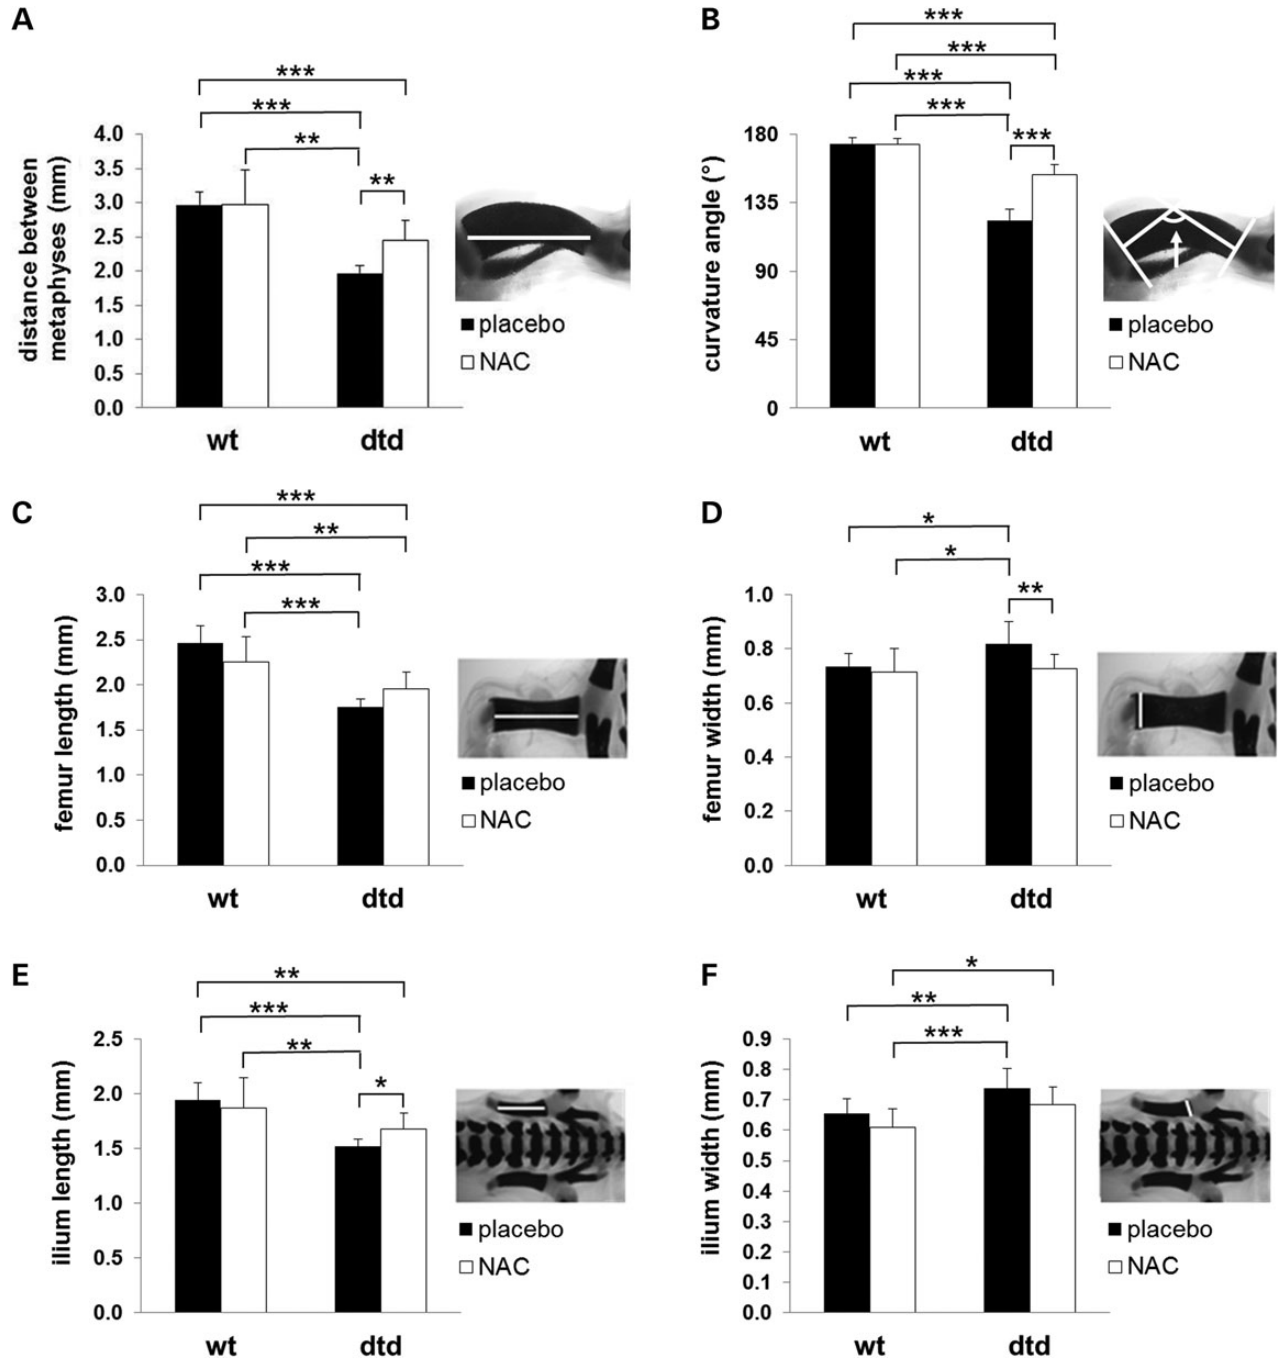 A
***
***
**
**
distance between
metaphyses (mm)
4.0
3.5
3.0
2.5
2.0
1.5
1.0
0.5
0.0
wt
dtd
placebo
NAC
B
***
***
***
***
***
curvature angle (°)
180
135
90
45
0
wt
dtd
placebo
NAC
C
***
**
***
***
femur length (mm)
3.0
2.5
2.0
1.5
1.0
0.5
0.0
wt
dtd
placebo
NAC
D
*
*
**
femur width (mm)
1.0
0.8
0.6
0.4
0.2
0.0
wt
dtd
placebo
NAC
E
**
***
**
*
ilium length (mm)
2.5
2.0
1.5
1.0
0.5
0.0
wt
dtd
placebo
NAC
F
*
**
***
ilium width (mm)
0.9
0.8
0.7
0.6
0.5
0.4
0.3
0.2
0.1
0.0
wt
dtd
placebo
NAC